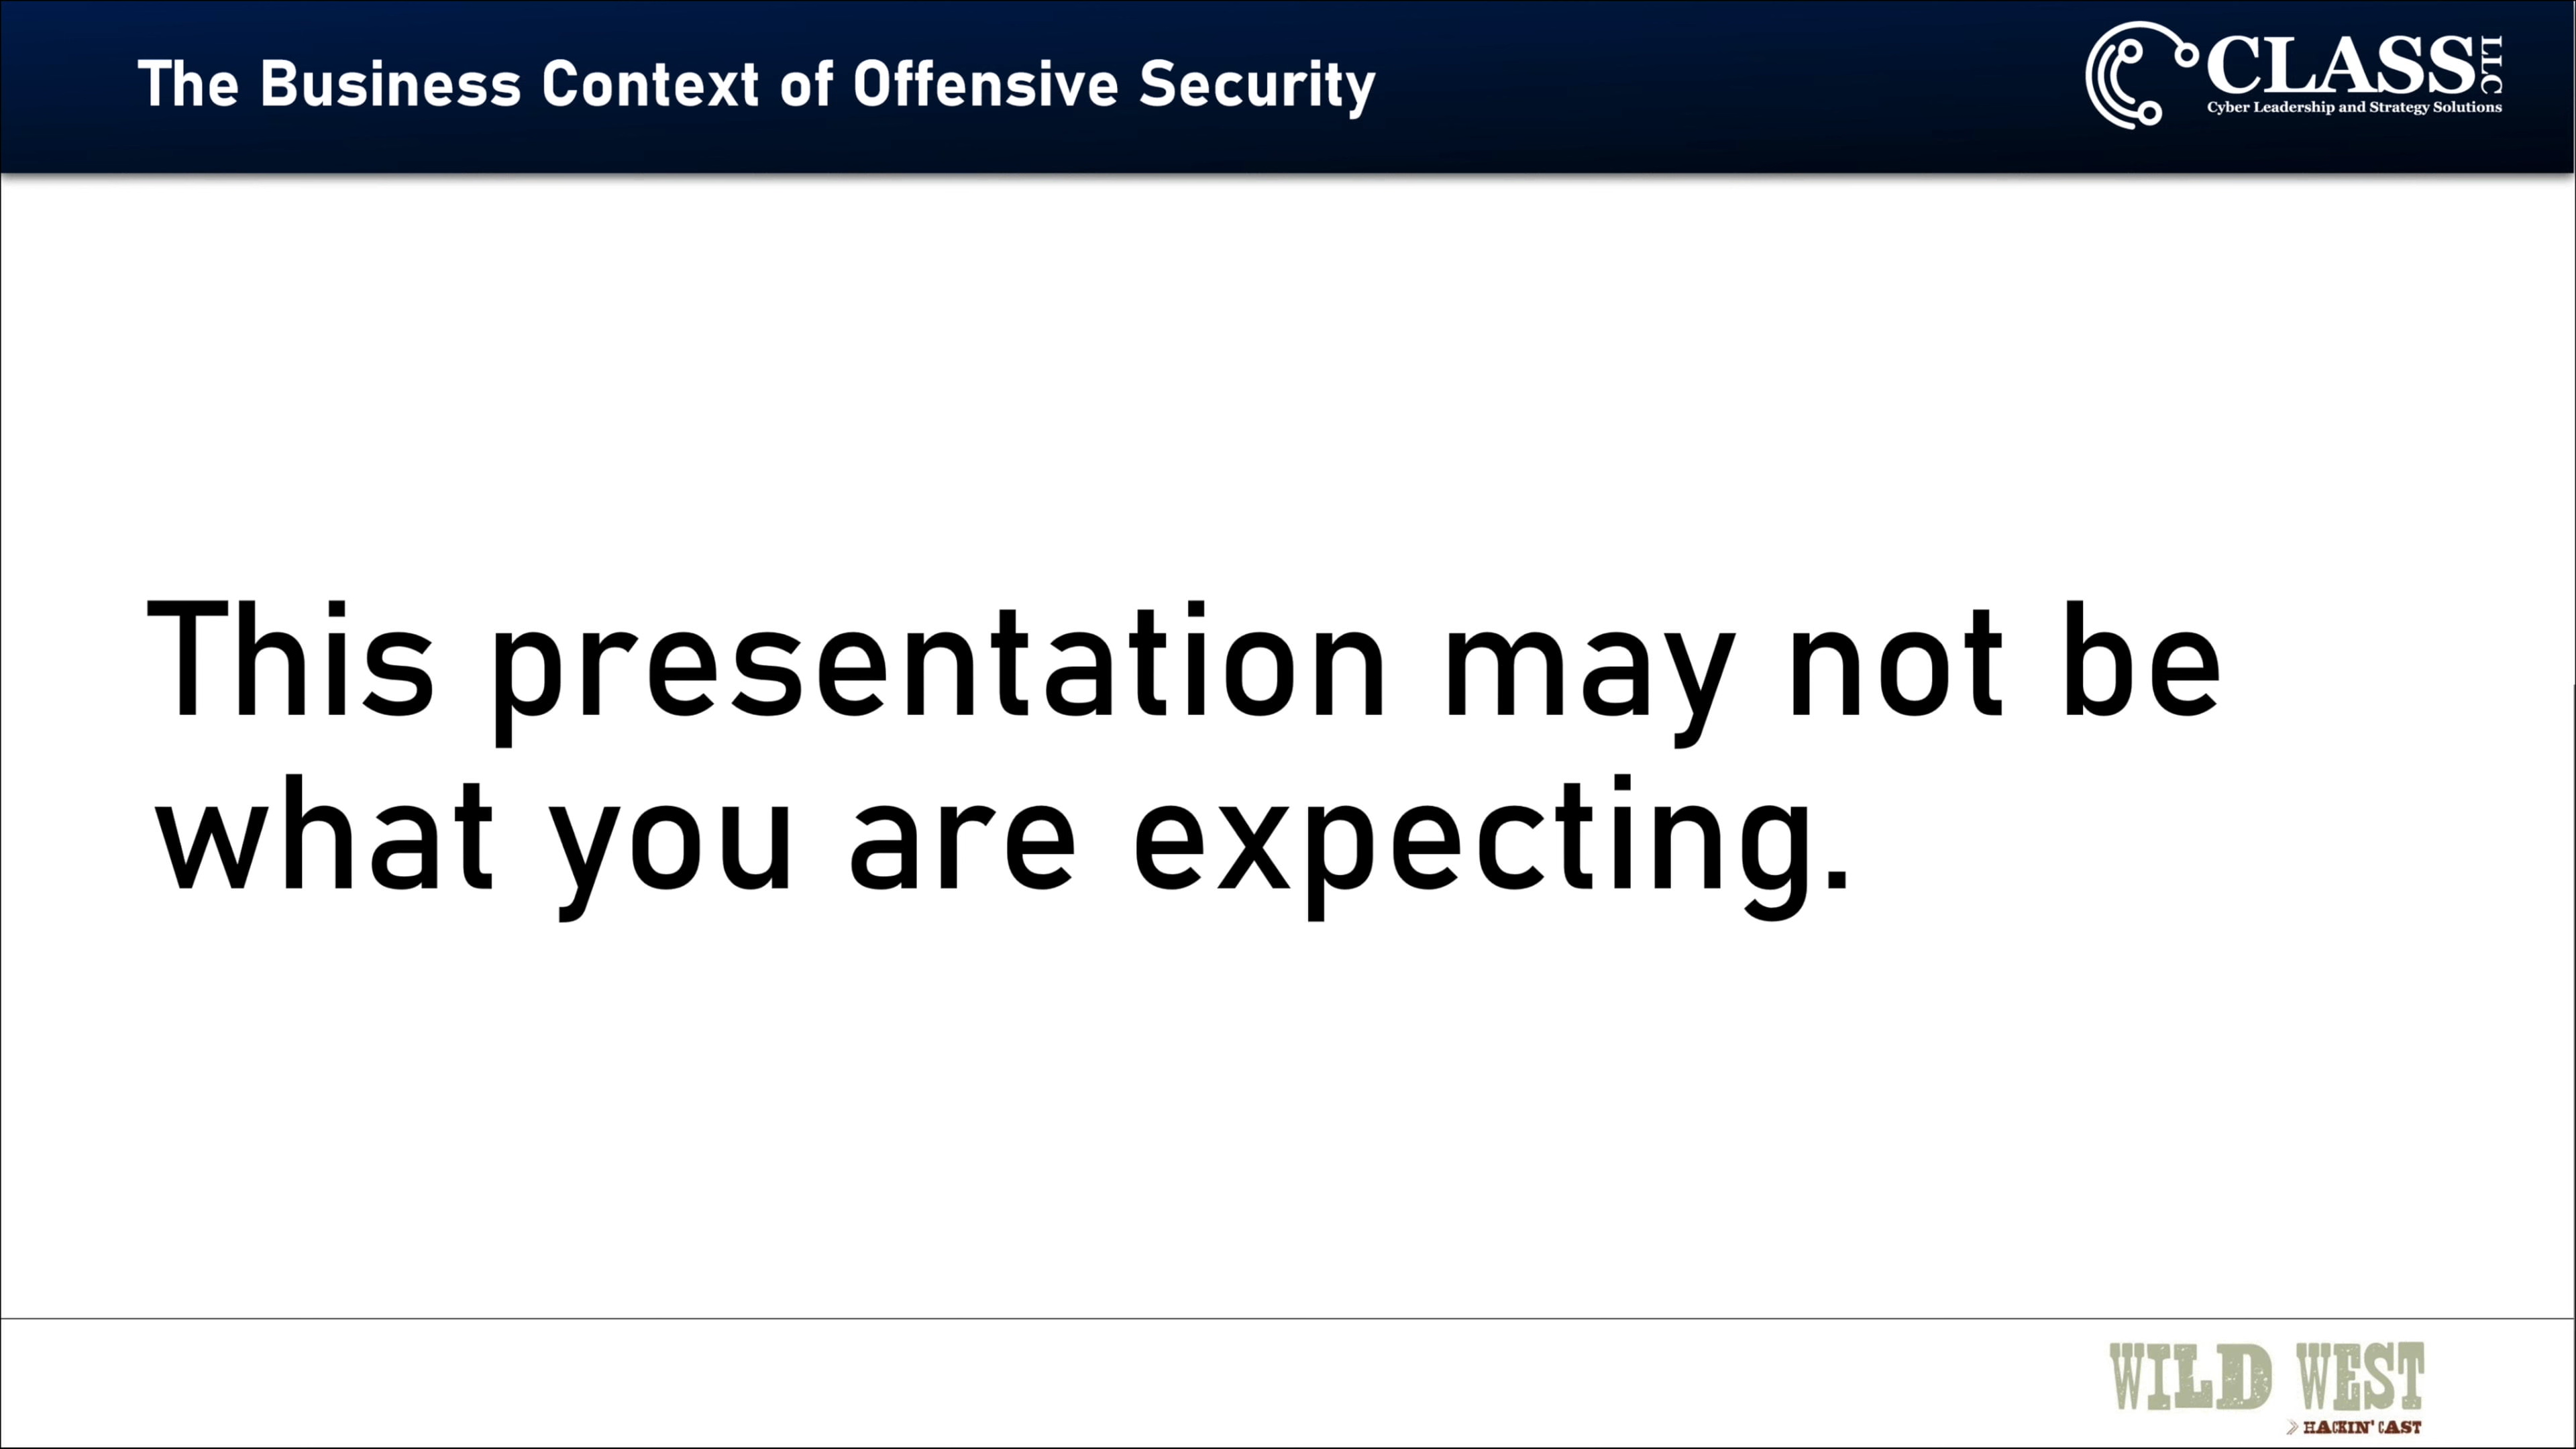 The Business Context of Offensive Security
CLASS LLC
Cyber Leadership and Strategy Solutions
This presentation may not be
what you are expecting.
WILD WEST
HACKIN' CAST